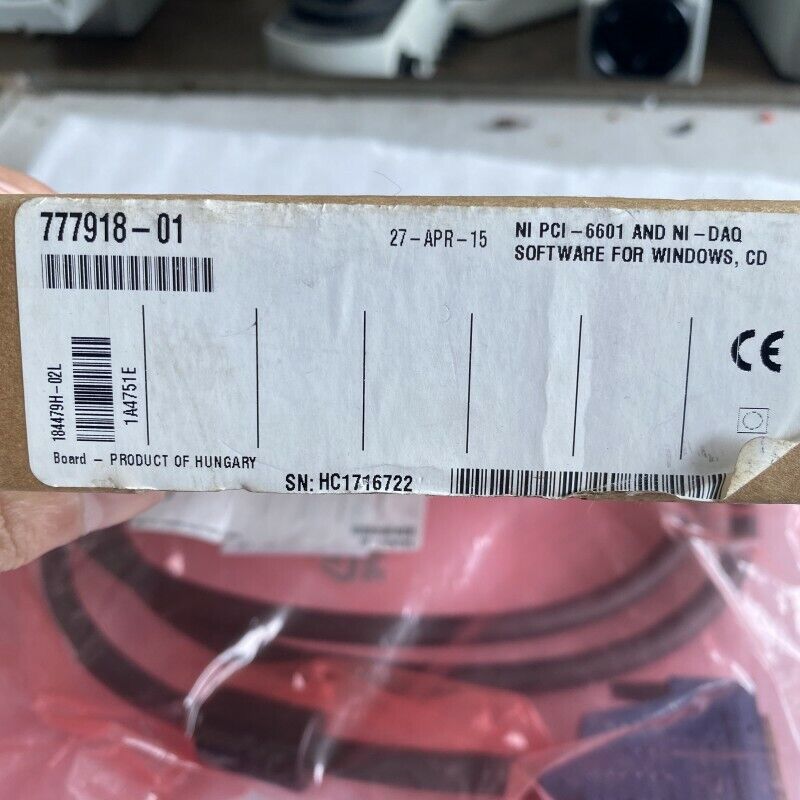 777918-01
27-APR-15
NI PCI-6601 AND NI-DAQ
SOFTWARE FOR WINDOWS, CD
184479H-02L
1A4751E
CE
Board - PRODUCT OF HUNGARY
SN: HC1716722